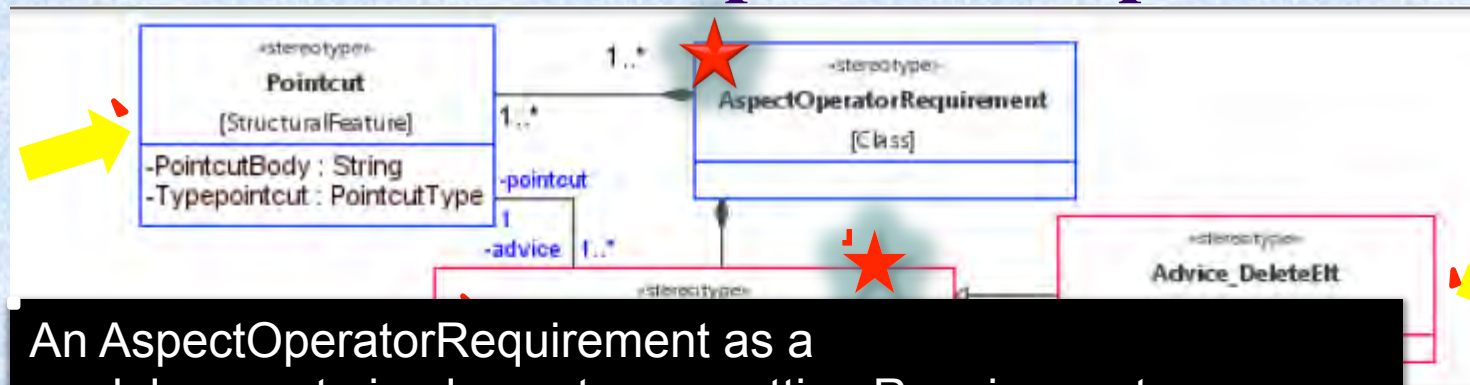 «stereotype»
Pointcut
[StructuralFeature]
-PointcutBody : String
-Typepointcut : PointcutType
1..*
1..*
«stereotype»
AspectOperatorRequirement
[Class]
-pointcut
1
-advice 1..*
«stereotype»
«stereotype»
Advice_DeleteElt
An AspectOperatorRequirement as a